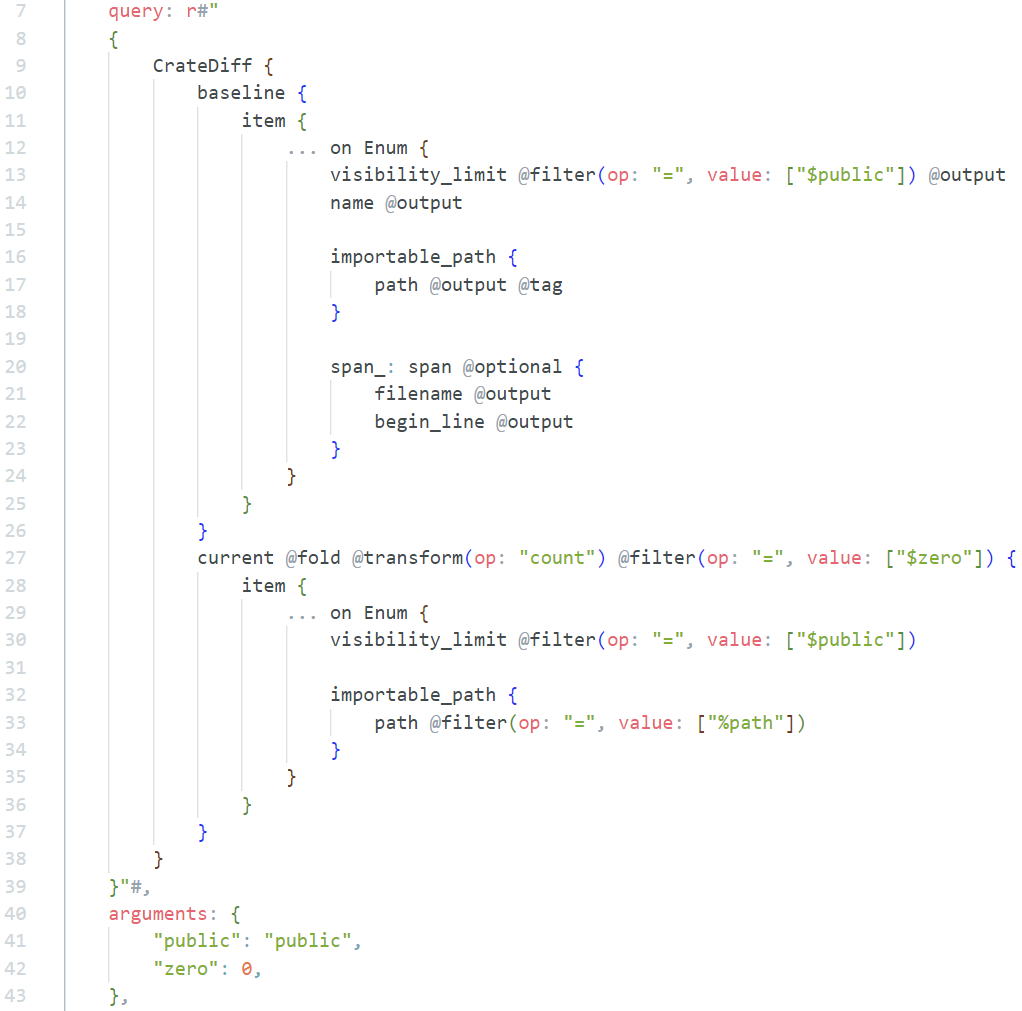 7 query: r#"
8 {
9 CrateDiff {
10 baseline {
11 item {
12 ... on Enum {
13 visibility_limit @filter(op: "=", value: ["$public"]) @output
14 name @output
15
16 importable_path {
17 path @output @tag
18 }
19
20 span_: span @optional {
21 filename @output
22 begin_line @output
23 }
24 }
25 }
26 }
27 current @fold @transform(op: "count") @filter(op: "=", value: ["$zero"]) {
28 item {
29 ... on Enum {
30 visibility_limit @filter(op: "=", value: ["$public"])
31
32 importable_path {
33 path @filter(op: "=", value: ["%path"])
34 }
35 }
36 }
37 }
38 }
39 }"#,
40 arguments: {
41 "public": "public",
42 "zero": 0,
43 },